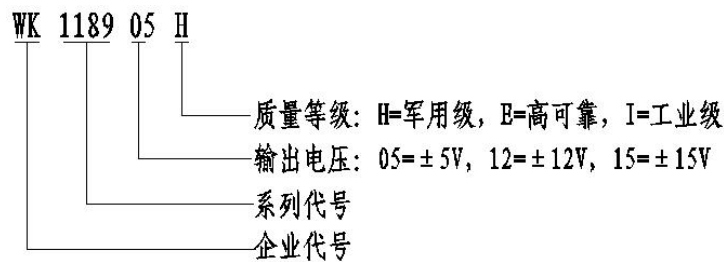 WK 1189 05 H
质量等级: H=军用级, E=高可靠, I=工业级
输出电压: 05=±5V, 12=±12V, 15=±15V
系列代号
企业代号